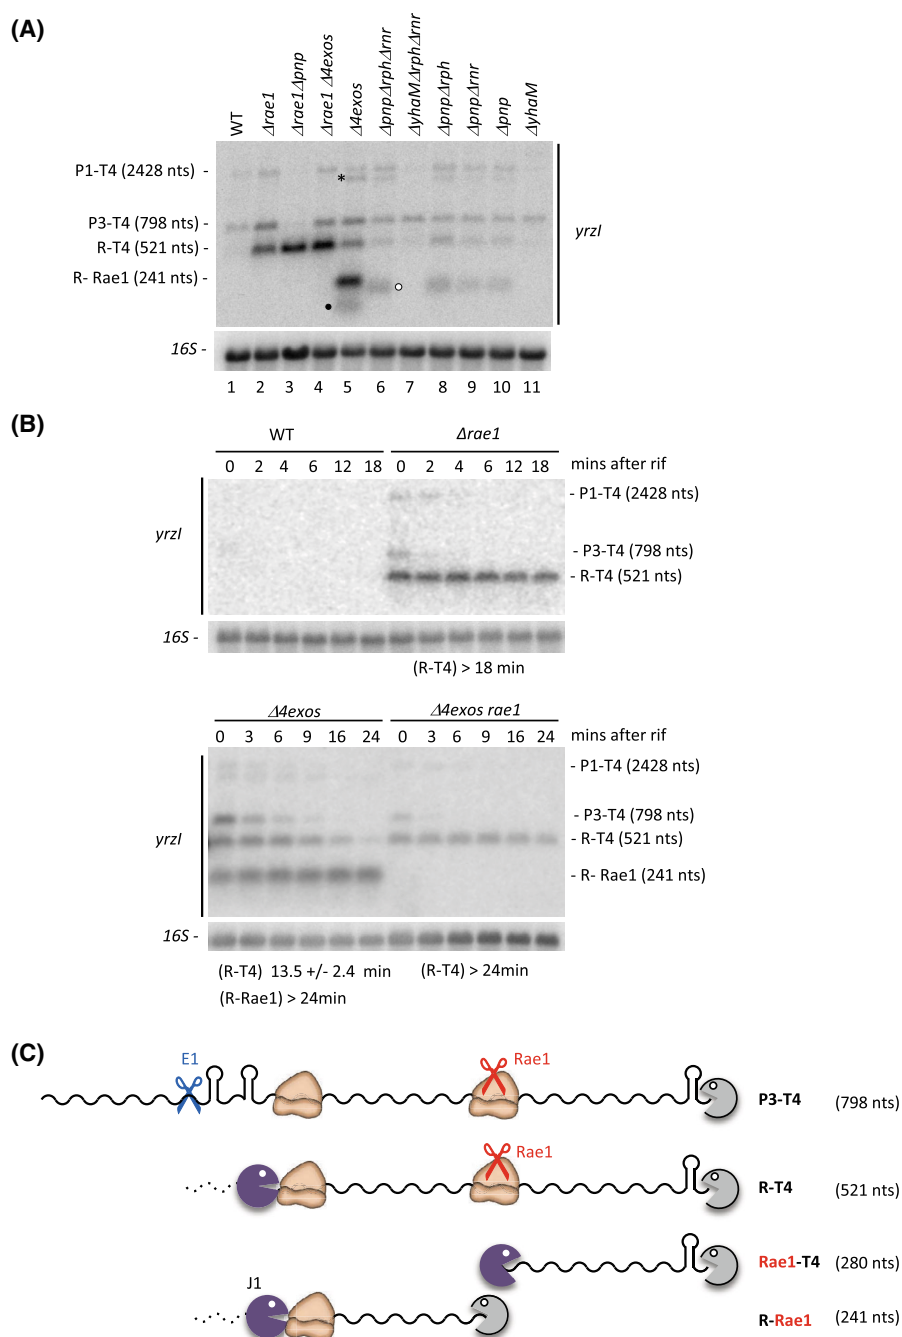 (A)
WT Δrae1 Δrae1Δpnp Δrae1 Δ4exos Δ4exos ΔpnpΔrphΔrnr ΔyhaMΔrphΔrnr ΔpnpΔrph ΔpnpΔrnr Δpnp ΔyhaM
P1-T4 (2428 nts) -
*
P3-T4 (798 nts) -
R-T4 (521 nts) -
yrzI
R- Rae1 (241 nts) -
16S -
1 2 3 4 5 6 7 8 9 10 11
(B)
WT Δrae1
0 2 4 6 12 18 0 2 4 6 12 18 mins after rif
- P1-T4 (2428 nts)
yrzI
- P3-T4 (798 nts)
- R-T4 (521 nts)
16S -
(R-T4) > 18 min
Δ4exos Δ4exos rae1
0 3 6 9 16 24 0 3 6 9 16 24 mins after rif
- P1-T4 (2428 nts)
- P3-T4 (798 nts)
yrzI
- R-T4 (521 nts)
- R- Rae1 (241 nts)
16S -
(R-T4) 13.5 +/- 2.4 min (R-T4) > 24min
(R-Rae1) > 24min
(C)
E1 Rae1
P3-T4 (798 nts)
Rae1
R-T4 (521 nts)
Rae1-T4 (280 nts)
J1
R-Rae1 (241 nts)